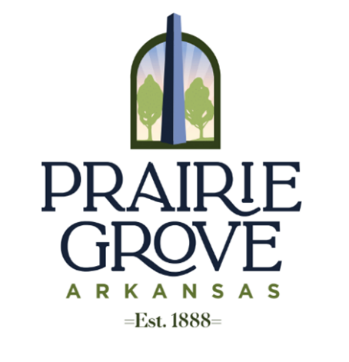 PRAIRIE
GROVE
ARKANSAS
=Est. 1888=